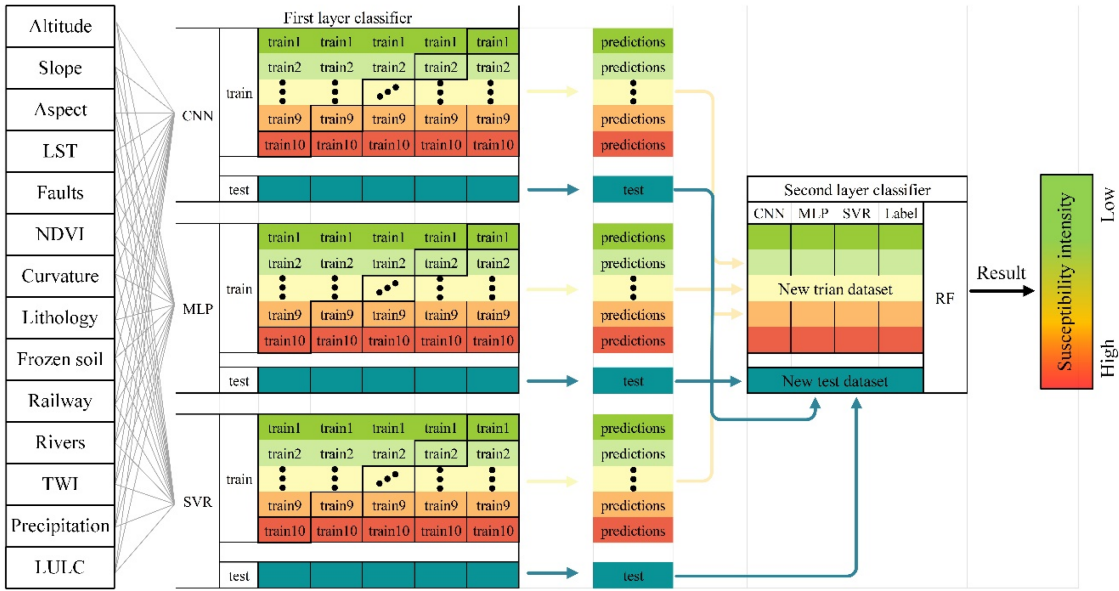 Altitude
Slope
Aspect
LST
Faults
NDVI
Curvature
Lithology
Frozen soil
Railway
Rivers
TWI
Precipitation
LULC
First layer classifier
CNN
train
train1 train1 train1 train1 train1
train2 train2 train2 train2 train2
train9 train9 train9 train9 train9
train10 train10 train10 train10 train10
test
predictions
predictions
predictions
predictions
test
MLP
train
train1 train1 train1 train1 train1
train2 train2 train2 train2 train2
train9 train9 train9 train9 train9
train10 train10 train10 train10 train10
test
predictions
predictions
predictions
predictions
test
SVR
train
train1 train1 train1 train1 train1
train2 train2 train2 train2 train2
train9 train9 train9 train9 train9
train10 train10 train10 train10 train10
test
predictions
predictions
predictions
predictions
test
Second layer classifier
CNN MLP SVR Label
New trian dataset
New test dataset
RF
Result
Susceptibility intensity
Low
High